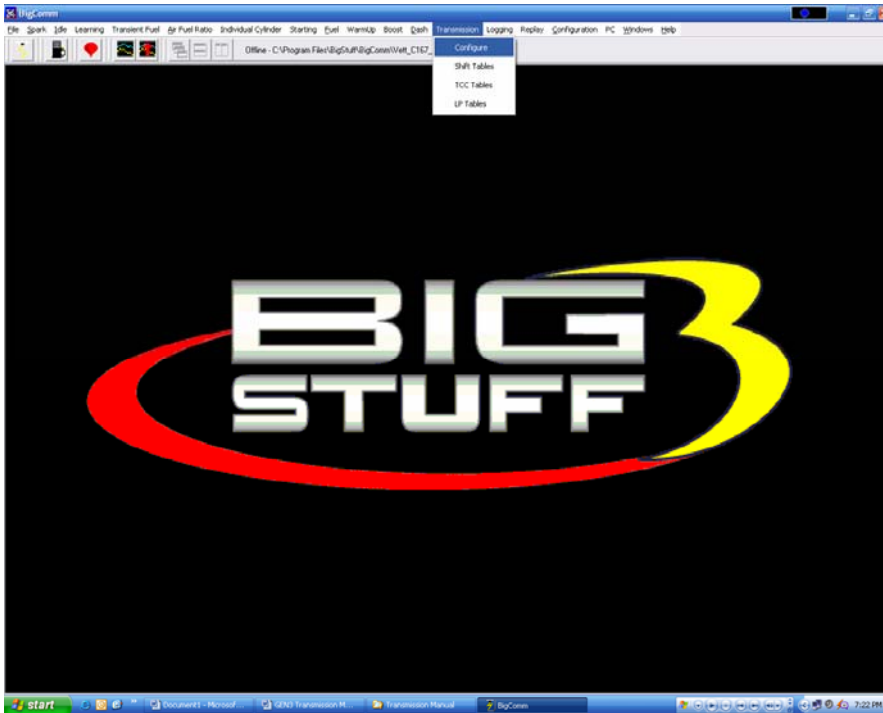 BigComm
File Spark Idle Learning Transient Fuel Air Fuel Ratio Individual Cylinder Starting Fuel WarmUp Boost Dash Transmission Logging Replay Configuration PC Windows Help
Offline - C:\Program Files\BigStuff\BigComm\Vett_C167_
Configure
Shift Tables
TCC Tables
LP Tables
BIG
STUFF
3
start Document1 - Microsof... GEN3 Transmission M... Transmission Manual BigComm 7:22 PM